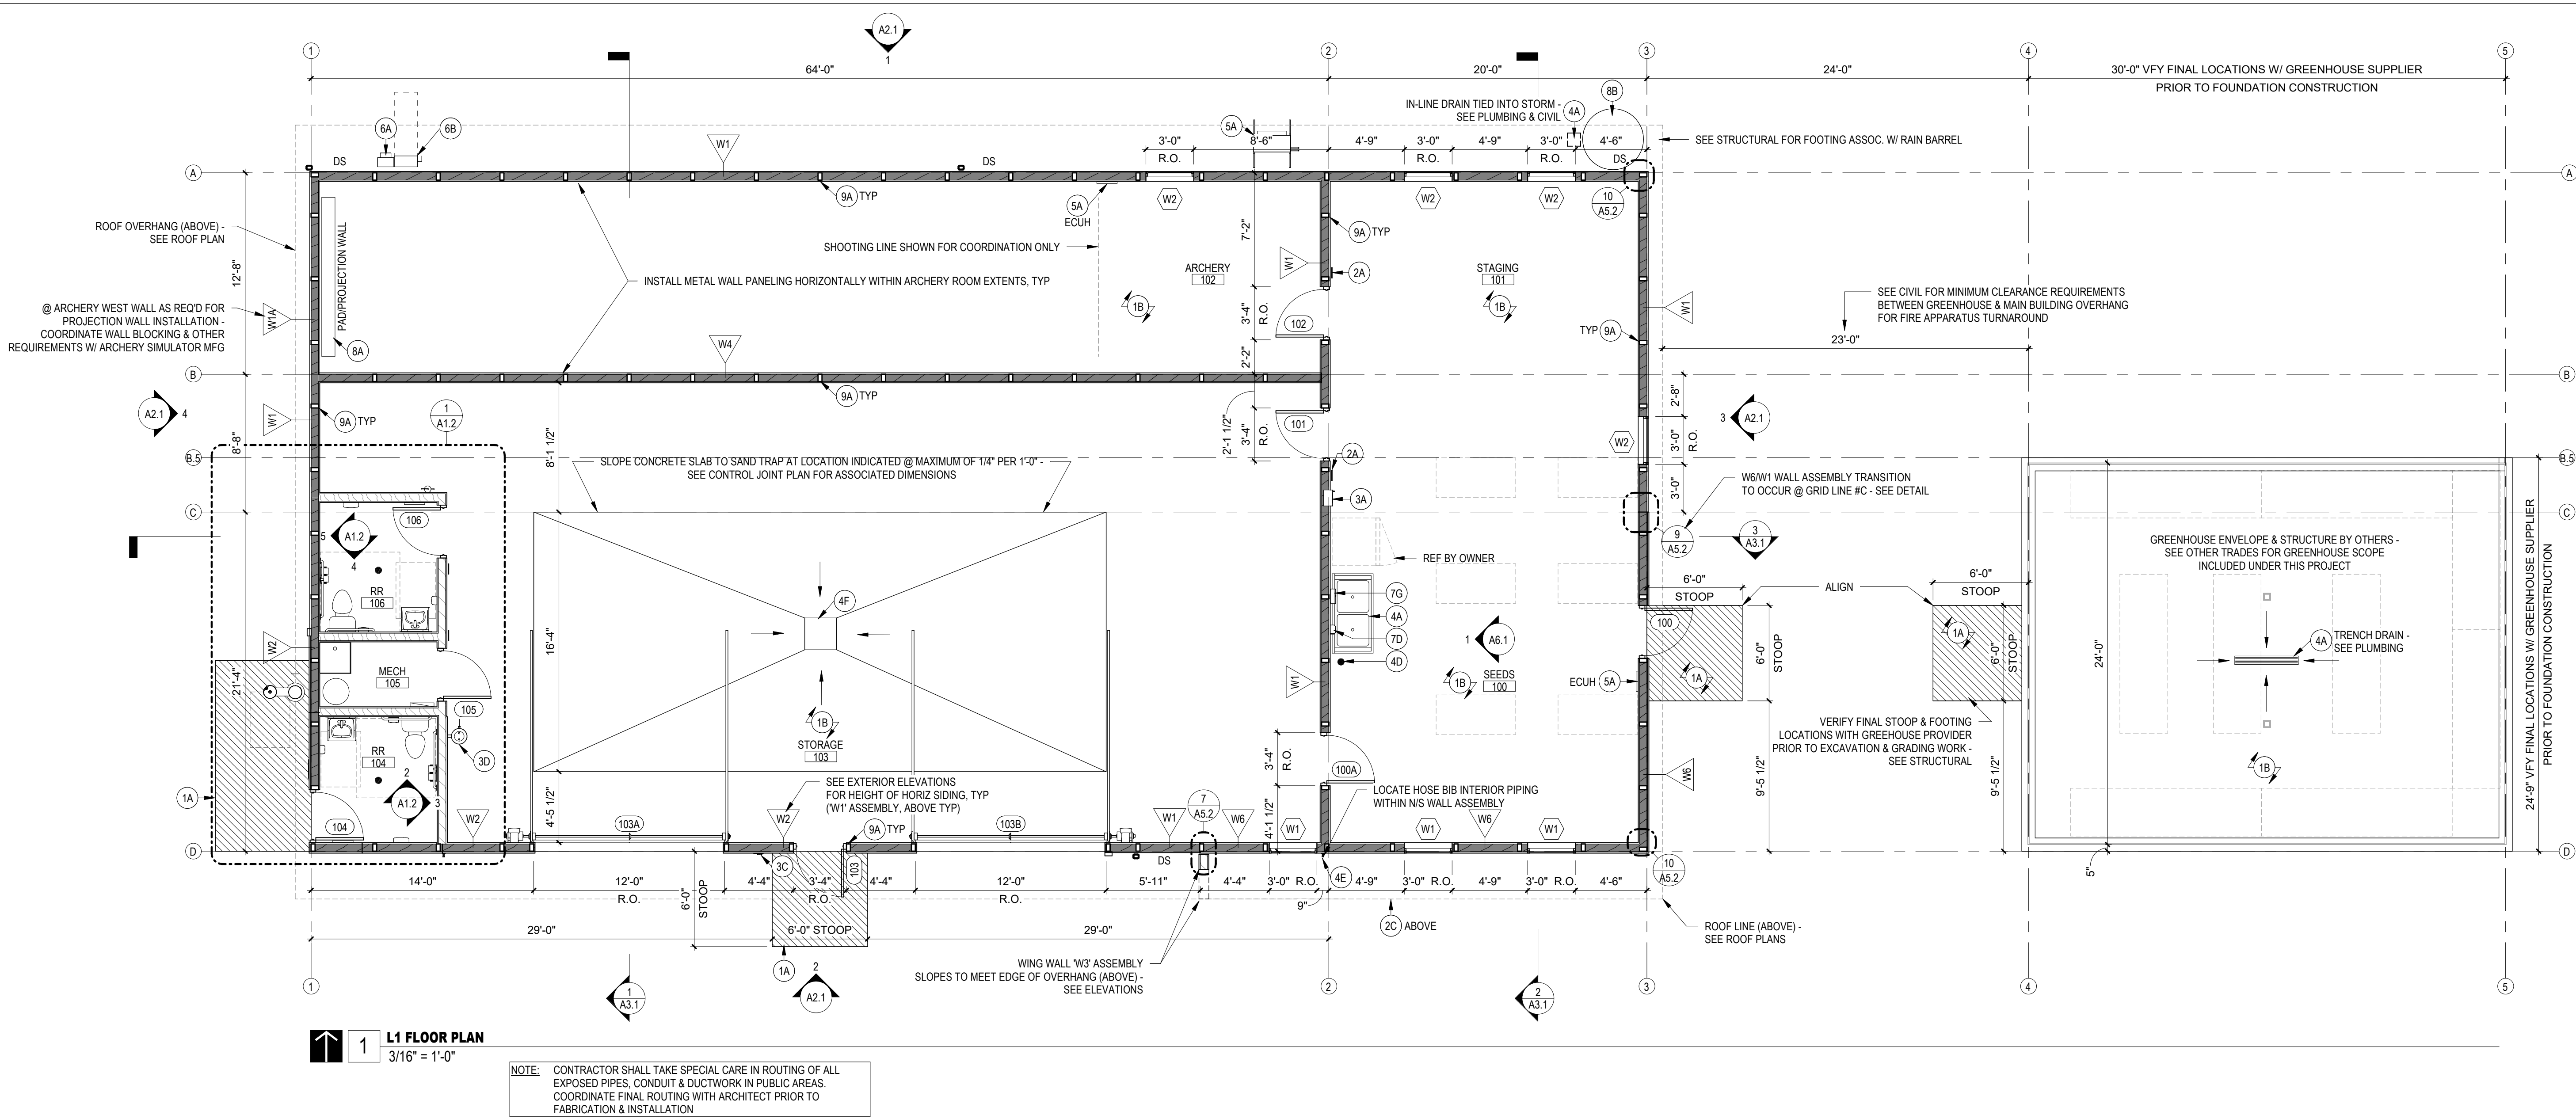 A2.1
1
1
2
3
4
5
64'-0"
20'-0"
24'-0"
30'-0" VFY FINAL LOCATIONS W/ GREENHOUSE SUPPLIER
PRIOR TO FOUNDATION CONSTRUCTION
IN-LINE DRAIN TIED INTO STORM -
SEE PLUMBING & CIVIL
4A
8B
SEE STRUCTURAL FOR FOOTING ASSOC. W/ RAIN BARREL
6A
6B
W1
5A
3'-0"
R.O.
8'-6"
4'-9"
3'-0"
R.O.
4'-9"
3'-0"
R.O.
4'-6"
DS
DS
DS
A
A
9A TYP
5A
ECUH
W2
W2
W2
10
A5.2
ROOF OVERHANG (ABOVE) -
SEE ROOF PLAN
12'-8"
PAD/PROJECTION WALL
SHOOTING LINE SHOWN FOR COORDINATION ONLY
7'-2"
9A TYP
W1
2A
ARCHERY
102
1B
STAGING
101
1B
INSTALL METAL WALL PANELING HORIZONTALLY WITHIN ARCHERY ROOM EXTENTS, TYP
@ ARCHERY WEST WALL AS REQ'D FOR
PROJECTION WALL INSTALLATION -
COORDINATE WALL BLOCKING & OTHER
REQUIREMENTS W/ ARCHERY SIMULATOR MFG
W1A
8A
W4
3'-4"
R.O.
102
2'-2"
W1
TYP 9A
SEE CIVIL FOR MINIMUM CLEARANCE REQUIREMENTS
BETWEEN GREENHOUSE & MAIN BUILDING OVERHANG
FOR FIRE APPARATUS TURNAROUND
23'-0"
B
B
9A TYP
A2.1
4
W1
9A TYP
1
A1.2
8'-8"
8'-1 1/2"
2'-1 1/2"
3'-4"
R.O.
101
2'-8"
3'-0"
R.O.
3'-0"
W2
3
A2.1
B.5
B.5
SLOPE CONCRETE SLAB TO SAND TRAP AT LOCATION INDICATED @ MAXIMUM OF 1/4" PER 1'-0" -
SEE CONTROL JOINT PLAN FOR ASSOCIATED DIMENSIONS
2A
3A
W6/W1 WALL ASSEMBLY TRANSITION
TO OCCUR @ GRID LINE #C - SEE DETAIL
C
C
106
5
A1.2
4
9
A5.2
3
A3.1
REF BY OWNER
GREENHOUSE ENVELOPE & STRUCTURE BY OTHERS -
SEE OTHER TRADES FOR GREENHOUSE SCOPE
INCLUDED UNDER THIS PROJECT
24'-9" VFY FINAL LOCATIONS W/ GREENHOUSE SUPPLIER
PRIOR TO FOUNDATION CONSTRUCTION
RR
106
4F
7G
4A
7D
4D
1
A6.1
6'-0"
STOOP
ALIGN
6'-0"
STOOP
100
1A
6'-0"
STOOP
1A
6'-0"
STOOP
24'-0"
4A
TRENCH DRAIN -
SEE PLUMBING
W2
16'-4"
MECH
105
W1
1B
SEEDS
100
ECUH 5A
21'-4"
105
3D
1B
STORAGE
103
VERIFY FINAL STOOP & FOOTING
LOCATIONS WITH GREEHOUSE PROVIDER
PRIOR TO EXCAVATION & GRADING WORK -
SEE STRUCTURAL
RR
104
2
A1.2
3
3'-4"
R.O.
100A
9'-5 1/2"
9'-5 1/2"
1B
W6
1A
104
W2
4'-5 1/2"
103A
SEE EXTERIOR ELEVATIONS
FOR HEIGHT OF HORIZ SIDING, TYP
('W1' ASSEMBLY, ABOVE TYP)
W2
9A TYP
103B
LOCATE HOSE BIB INTERIOR PIPING
WITHIN N/S WALL ASSEMBLY
7
A5.2
W1
W6
W1
4'-1 1/2"
W1
W6
W1
D
D
3C
103
DS
4E
10
A5.2
5"
14'-0"
12'-0"
R.O.
4'-4"
3'-4"
R.O.
4'-4"
12'-0"
R.O.
5'-11"
4'-4"
3'-0" R.O.
9"
4'-9"
3'-0" R.O.
4'-9"
3'-0" R.O.
4'-6"
6'-0"
STOOP
2C ABOVE
ROOF LINE (ABOVE) -
SEE ROOF PLANS
29'-0"
6'-0" STOOP
29'-0"
1A
2
A2.1
WING WALL 'W3' ASSEMBLY
SLOPES TO MEET EDGE OF OVERHANG (ABOVE) -
SEE ELEVATIONS
1
1
A3.1
2
2
A3.1
3
4
5
1
L1 FLOOR PLAN
3/16" = 1'-0"
NOTE: CONTRACTOR SHALL TAKE SPECIAL CARE IN ROUTING OF ALL
EXPOSED PIPES, CONDUIT & DUCTWORK IN PUBLIC AREAS.
COORDINATE FINAL ROUTING WITH ARCHITECT PRIOR TO
FABRICATION & INSTALLATION